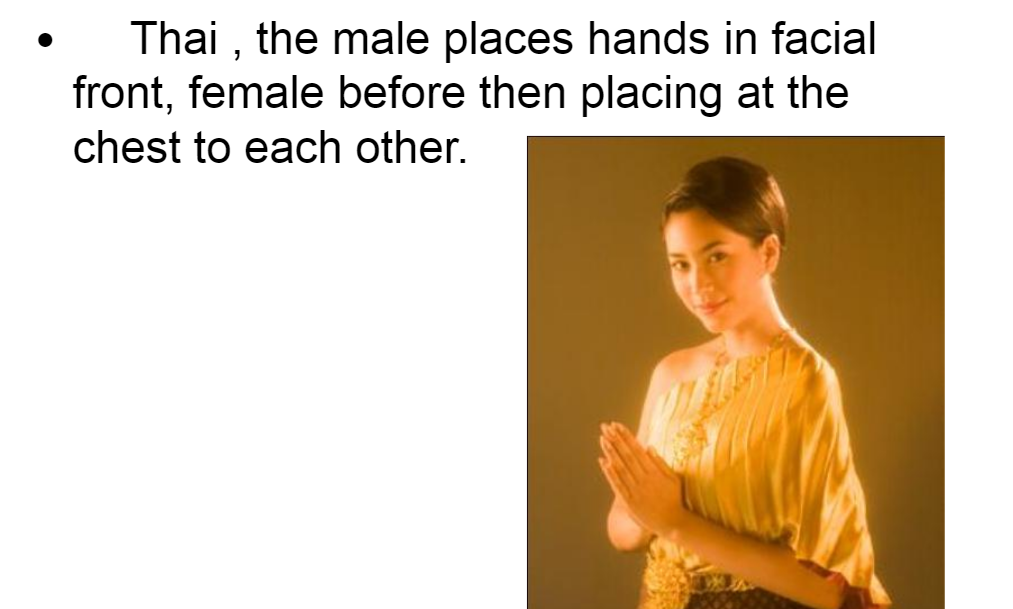 • Thai , the male places hands in facial
front, female before then placing at the
chest to each other.